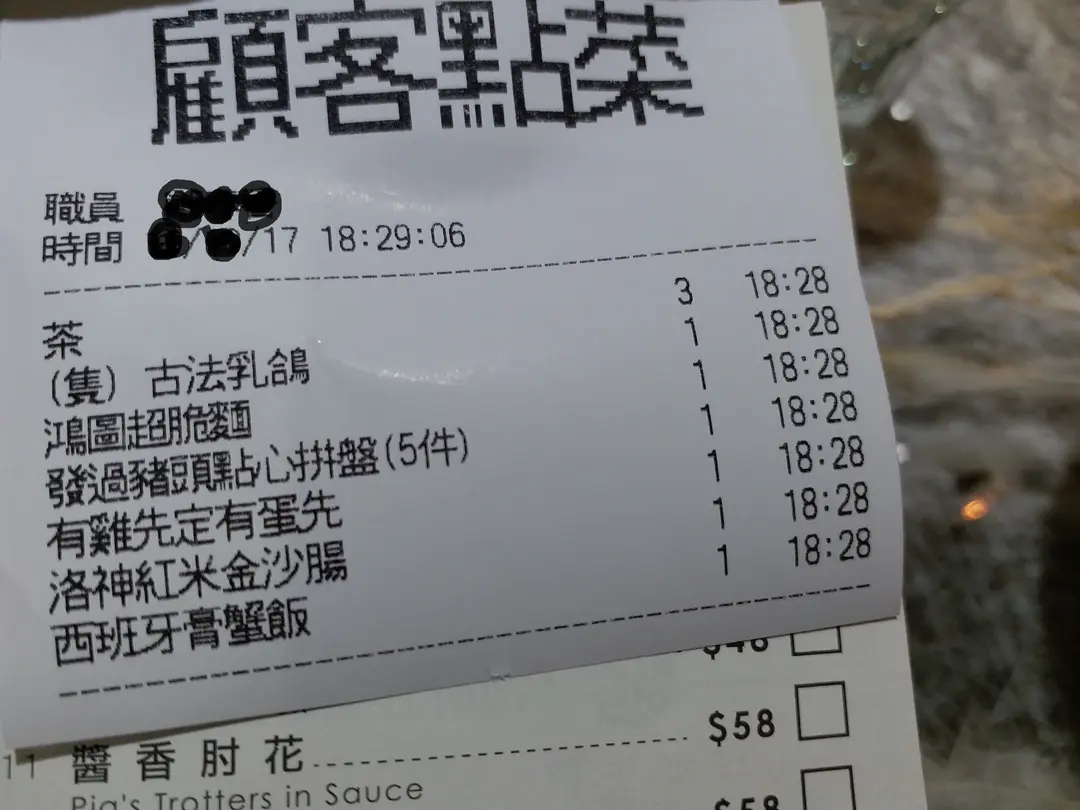 顧客點菜
職員
時間 /17 18:29:06
茶 3 18:28
(隻) 古法乳鴿 1 18:28
鴻圖超脆麵 1 18:28
發過豬頭點心拼盤(5件) 1 18:28
有雞先定有蛋先 1 18:28
洛神紅米金沙腸 1 18:28
西班牙膏蟹飯 1 18:28
$48
11 醬香肘花 $58
Pig's Trotters in Sauce
$58